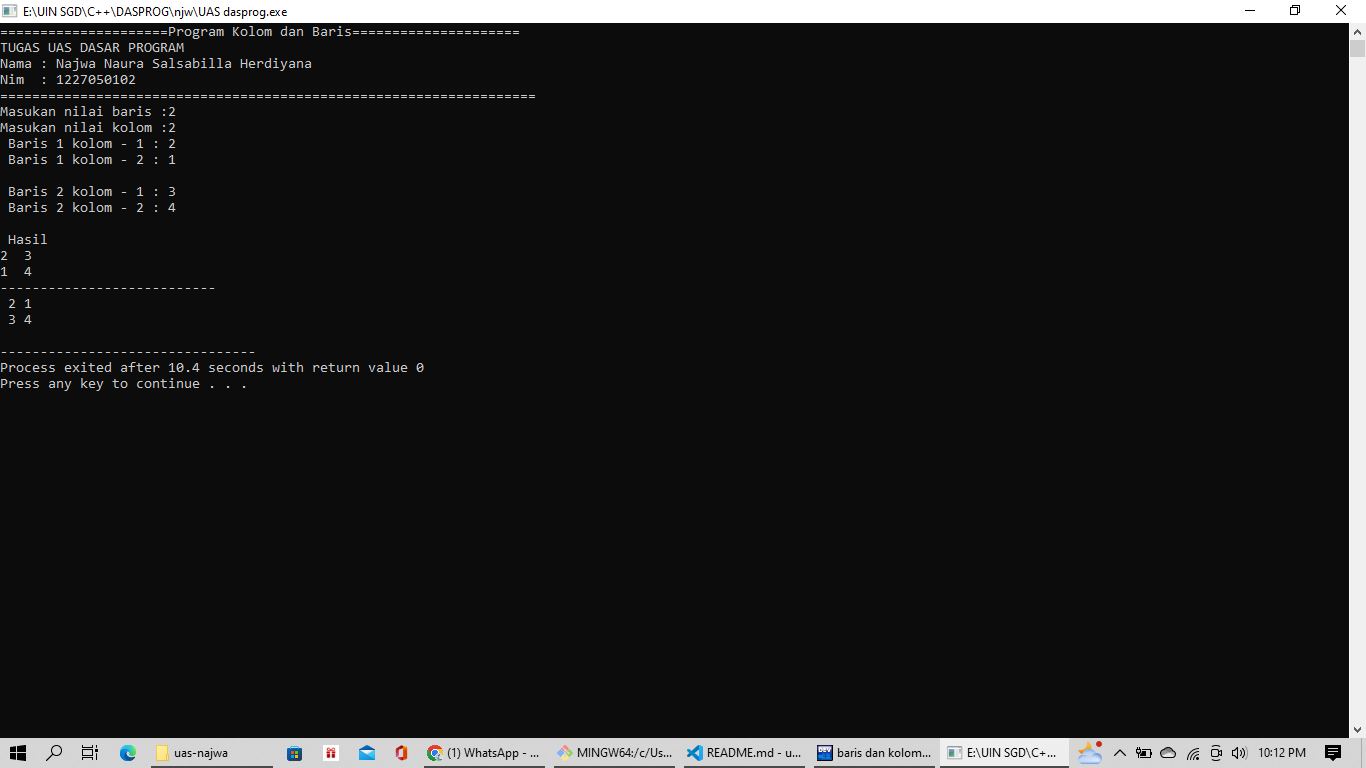 E:\UIN SGD\C++\DASPROG\njw\UAS dasprog.exe
=====================Program Kolom dan Baris=====================
TUGAS UAS DASAR PROGRAM
Nama : Najwa Naura Salsabilla Herdiyana
Nim  : 1227050102
===================================================================
Masukan nilai baris :2
Masukan nilai kolom :2
 Baris 1 kolom - 1 : 2
 Baris 1 kolom - 2 : 1
 Baris 2 kolom - 1 : 3
 Baris 2 kolom - 2 : 4
 Hasil
2  3
1  4
---------------------------
 2 1
 3 4
--------------------------------
Process exited after 10.4 seconds with return value 0
Press any key to continue . . .
uas-najwa (1) WhatsApp - ... MINGW64:/c/Us... README.md - u... DEV baris dan kolom... E:\UIN SGD\C+... 10:12 PM